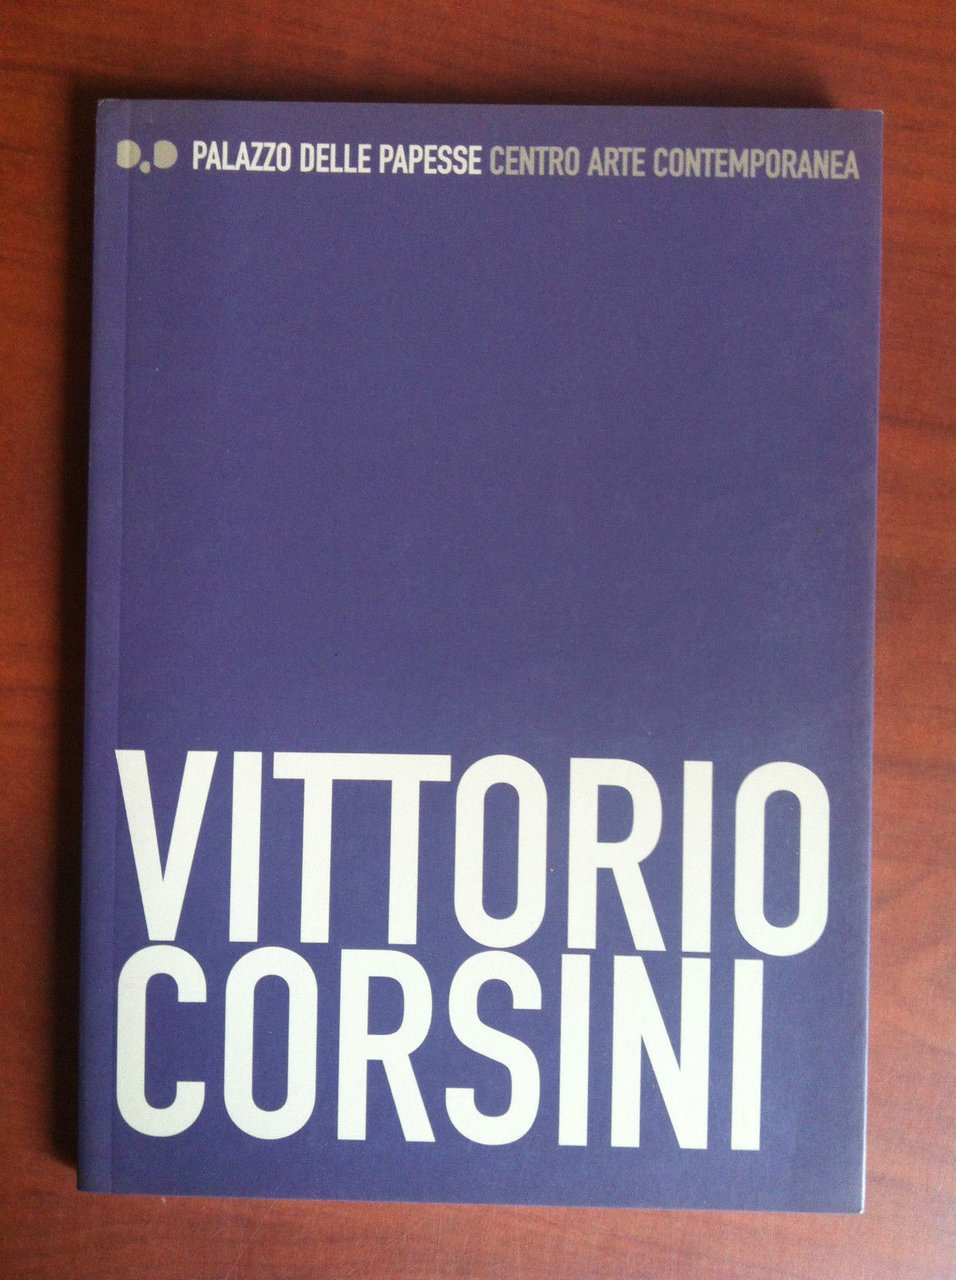 PALAZZO DELLE PAPESSE CENTRO ARTE CONTEMPORANEA
VITTORIO
CORSINI